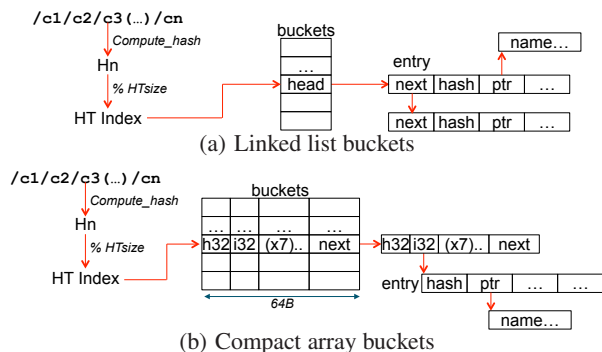 /c1/c2/c3(…)/cn
Compute_hash
Hn
% HTsize
HT Index
buckets
…
head
entry
name…
next hash ptr …
next hash ptr …
(a) Linked list buckets
/c1/c2/c3(…)/cn
Compute_hash
Hn
% HTsize
HT Index
buckets
… … … …
h32 i32 (x7).. next
64B
h32 i32 (x7).. next
entry hash ptr … …
name…
(b) Compact array buckets